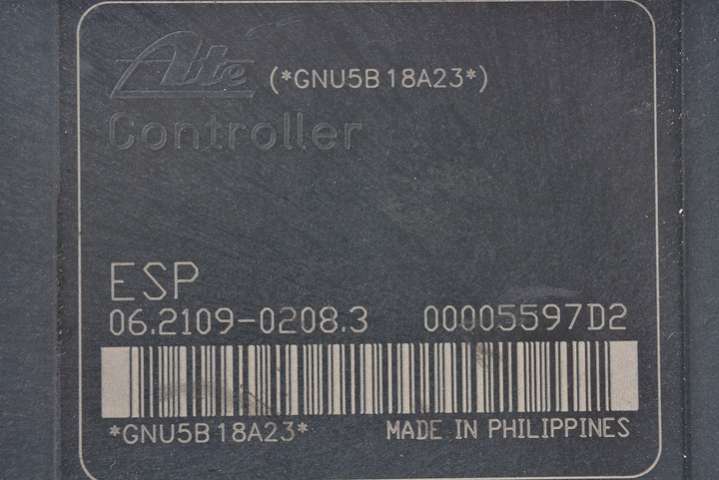 Ate (*GNU5B18A23*)
Controller
ESP
06.2109-0208.3 00005597D2
*GNU5B18A23* MADE IN PHILIPPINES